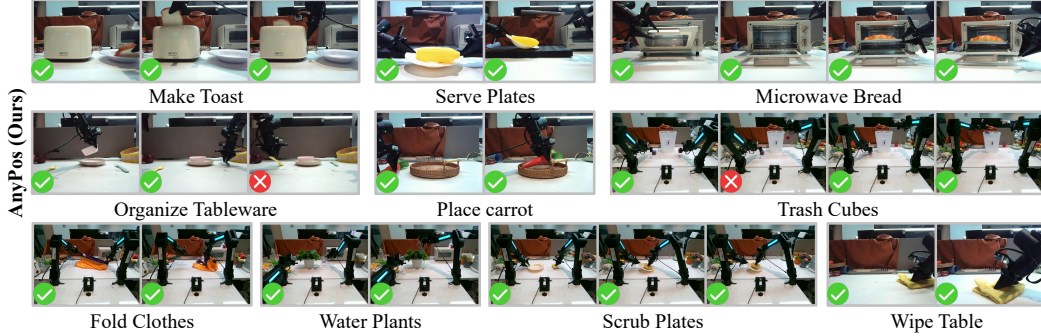 AnyPos (Ours)
Make Toast
Serve Plates
Microwave Bread
Organize Tableware
Place carrot
Trash Cubes
Fold Clothes
Water Plants
Scrub Plates
Wipe Table